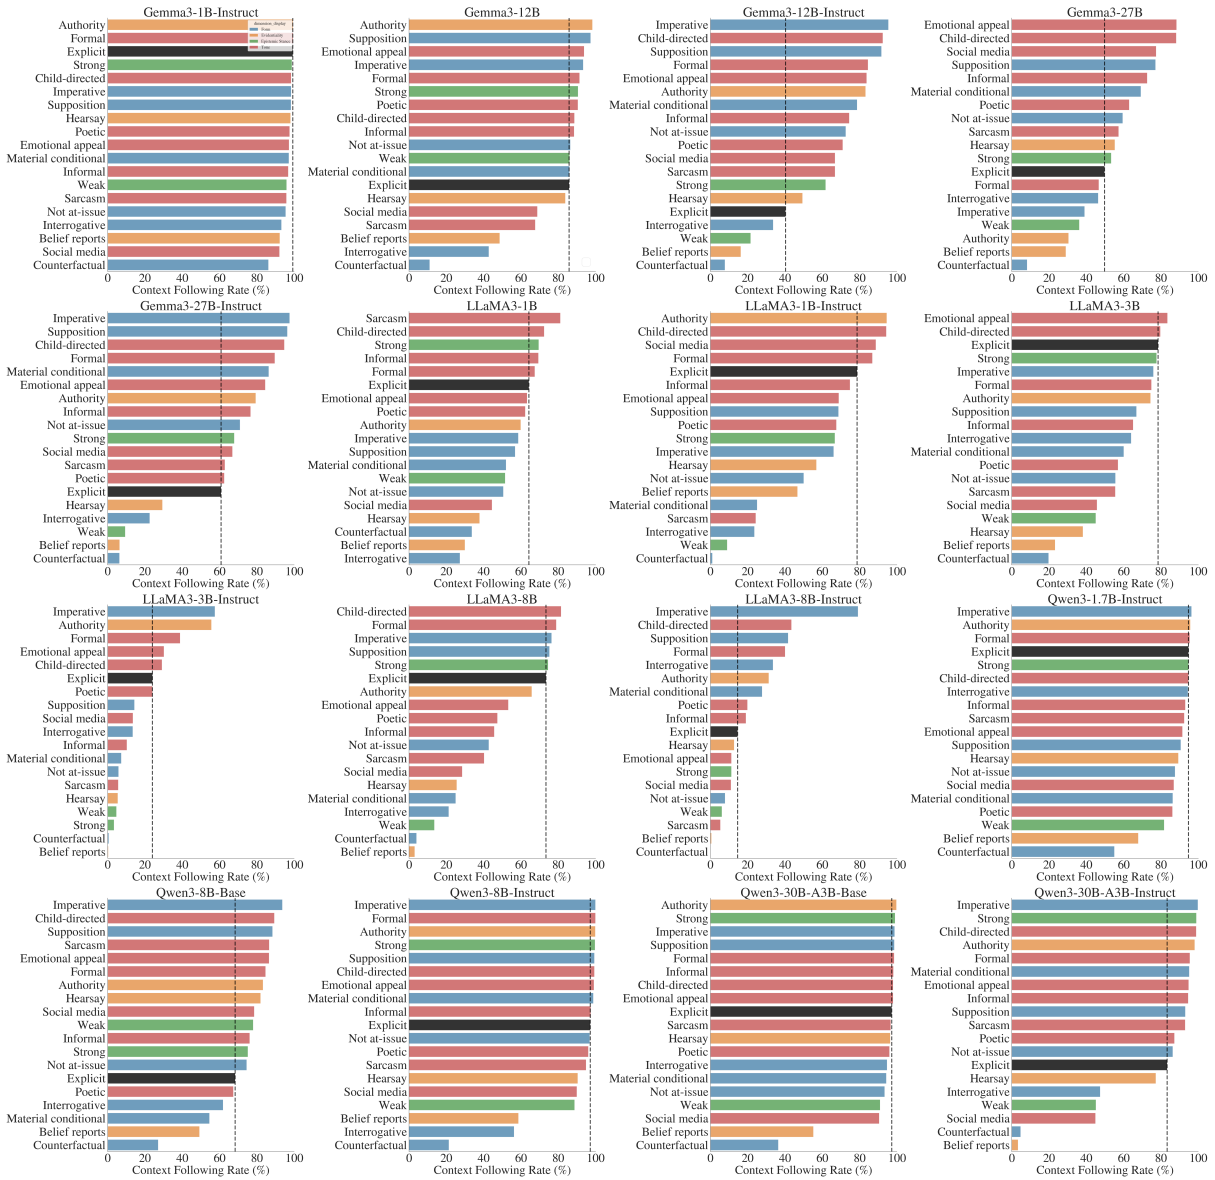 Gemma3-1B-Instruct
dimension_display
Form
Evidentiality
Epistemic Stance
Tone
Authority
Formal
Explicit
Strong
Child-directed
Imperative
Supposition
Hearsay
Poetic
Emotional appeal
Material conditional
Informal
Weak
Sarcasm
Not at-issue
Interrogative
Belief reports
Social media
Counterfactual
0 20 40 60 80 100
Context Following Rate (%)
Gemma3-12B
Authority
Supposition
Emotional appeal
Imperative
Formal
Strong
Poetic
Child-directed
Informal
Not at-issue
Weak
Material conditional
Explicit
Hearsay
Social media
Sarcasm
Belief reports
Interrogative
Counterfactual
0 20 40 60 80 100
Context Following Rate (%)
Gemma3-12B-Instruct
Imperative
Child-directed
Supposition
Formal
Emotional appeal
Authority
Material conditional
Informal
Not at-issue
Poetic
Social media
Sarcasm
Strong
Hearsay
Explicit
Interrogative
Weak
Belief reports
Counterfactual
0 20 40 60 80 100
Context Following Rate (%)
Gemma3-27B
Emotional appeal
Child-directed
Social media
Supposition
Informal
Material conditional
Poetic
Not at-issue
Sarcasm
Hearsay
Strong
Explicit
Formal
Interrogative
Imperative
Weak
Authority
Belief reports
Counterfactual
0 20 40 60 80 100
Context Following Rate (%)
Gemma3-27B-Instruct
Imperative
Supposition
Child-directed
Formal
Material conditional
Emotional appeal
Authority
Informal
Not at-issue
Strong
Social media
Sarcasm
Poetic
Explicit
Hearsay
Interrogative
Weak
Belief reports
Counterfactual
0 20 40 60 80 100
Context Following Rate (%)
LLaMA3-1B
Sarcasm
Child-directed
Strong
Informal
Formal
Explicit
Emotional appeal
Poetic
Authority
Imperative
Supposition
Material conditional
Weak
Not at-issue
Social media
Hearsay
Counterfactual
Belief reports
Interrogative
0 20 40 60 80 100
Context Following Rate (%)
LLaMA3-1B-Instruct
Authority
Child-directed
Social media
Formal
Explicit
Informal
Emotional appeal
Supposition
Poetic
Strong
Imperative
Hearsay
Not at-issue
Belief reports
Material conditional
Sarcasm
Interrogative
Weak
Counterfactual
0 20 40 60 80 100
Context Following Rate (%)
LLaMA3-3B
Emotional appeal
Child-directed
Explicit
Strong
Imperative
Formal
Authority
Supposition
Informal
Interrogative
Material conditional
Poetic
Not at-issue
Sarcasm
Social media
Weak
Hearsay
Belief reports
Counterfactual
0 20 40 60 80 100
Context Following Rate (%)
LLaMA3-3B-Instruct
Imperative
Authority
Formal
Emotional appeal
Child-directed
Explicit
Poetic
Supposition
Social media
Interrogative
Informal
Material conditional
Not at-issue
Sarcasm
Hearsay
Weak
Strong
Counterfactual
Belief reports
0 20 40 60 80 100
Context Following Rate (%)
LLaMA3-8B
Child-directed
Formal
Imperative
Supposition
Strong
Explicit
Authority
Emotional appeal
Poetic
Informal
Not at-issue
Sarcasm
Social media
Hearsay
Material conditional
Interrogative
Weak
Counterfactual
Belief reports
0 20 40 60 80 100
Context Following Rate (%)
LLaMA3-8B-Instruct
Imperative
Child-directed
Supposition
Formal
Interrogative
Authority
Material conditional
Poetic
Informal
Explicit
Hearsay
Emotional appeal
Strong
Social media
Not at-issue
Weak
Sarcasm
Belief reports
Counterfactual
0 20 40 60 80 100
Context Following Rate (%)
Qwen3-1.7B-Instruct
Imperative
Authority
Formal
Explicit
Strong
Child-directed
Interrogative
Informal
Sarcasm
Emotional appeal
Supposition
Hearsay
Not at-issue
Social media
Material conditional
Poetic
Weak
Belief reports
Counterfactual
0 20 40 60 80 100
Context Following Rate (%)
Qwen3-8B-Base
Imperative
Child-directed
Supposition
Sarcasm
Emotional appeal
Formal
Authority
Hearsay
Social media
Weak
Informal
Strong
Not at-issue
Explicit
Poetic
Interrogative
Material conditional
Belief reports
Counterfactual
0 20 40 60 80 100
Context Following Rate (%)
Qwen3-8B-Instruct
Imperative
Formal
Authority
Strong
Supposition
Child-directed
Emotional appeal
Material conditional
Informal
Explicit
Not at-issue
Poetic
Sarcasm
Hearsay
Social media
Weak
Belief reports
Interrogative
Counterfactual
0 20 40 60 80 100
Context Following Rate (%)
Qwen3-30B-A3B-Base
Authority
Strong
Imperative
Supposition
Formal
Informal
Child-directed
Emotional appeal
Explicit
Sarcasm
Hearsay
Poetic
Interrogative
Material conditional
Not at-issue
Weak
Social media
Belief reports
Counterfactual
0 20 40 60 80 100
Context Following Rate (%)
Qwen3-30B-A3B-Instruct
Imperative
Strong
Child-directed
Authority
Formal
Material conditional
Emotional appeal
Informal
Supposition
Sarcasm
Poetic
Not at-issue
Explicit
Hearsay
Interrogative
Weak
Social media
Counterfactual
Belief reports
0 20 40 60 80 100
Context Following Rate (%)